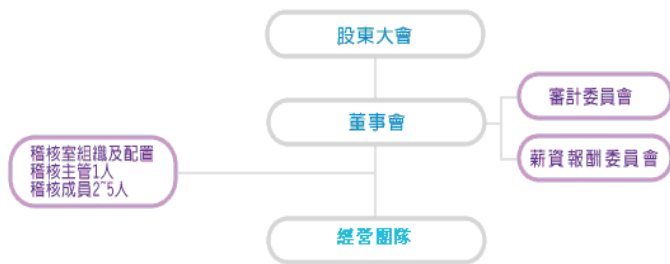 股東大會
董事會
審計委員會
薪資報酬委員會
稽核室組織及配置
稽核主管1人
稽核成員2~5人
經營團隊